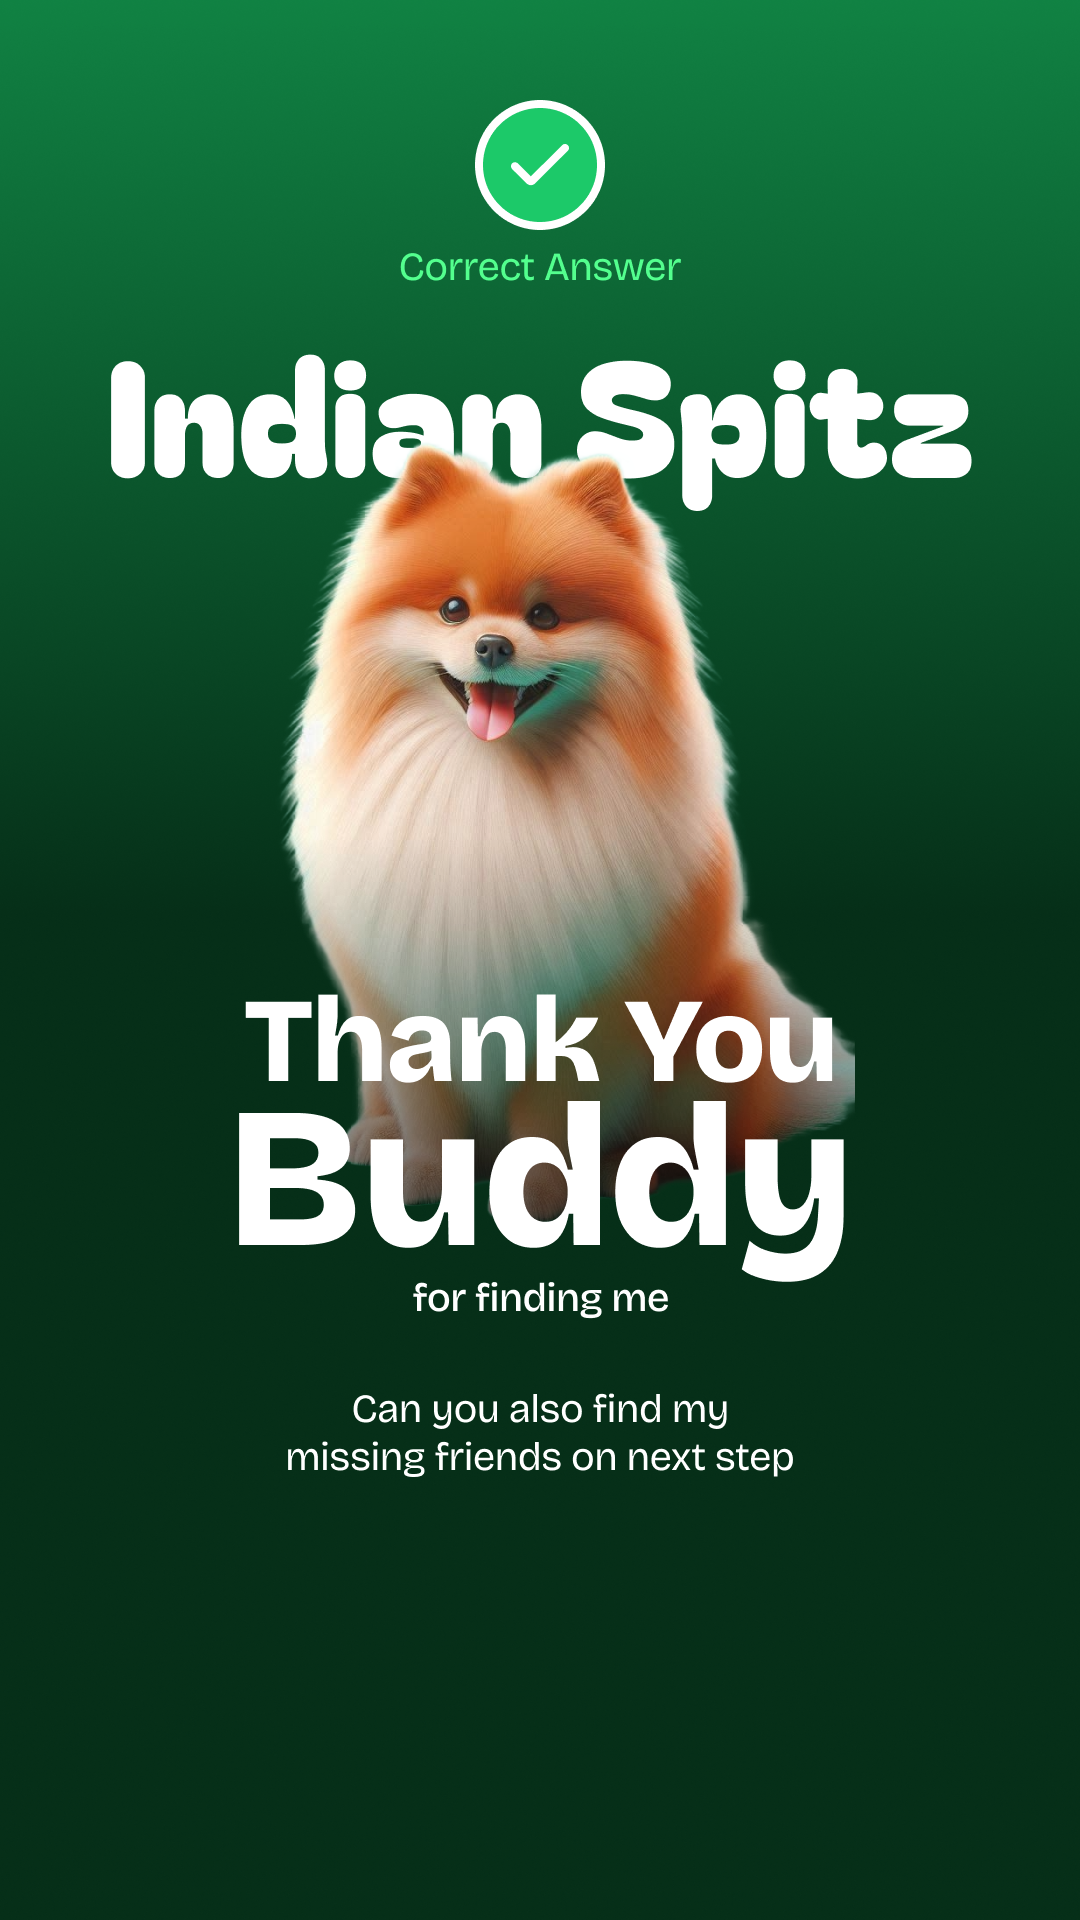 Correct Answer
Indian Spitz
Thank You
Buddy
for finding me
Can you also find my
missing friends on next step